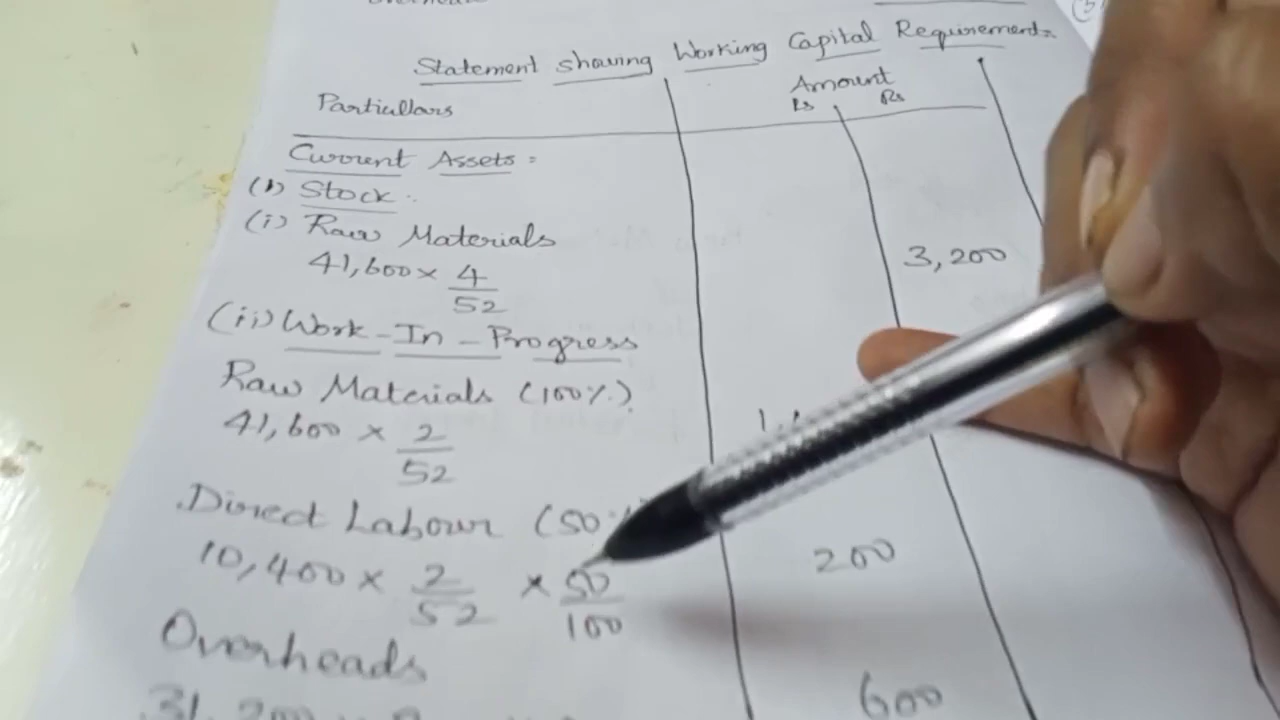 Statement showing Working Capital Requirements
Particullars
Amount
Rs
Rs
Current Assets:
(1) Stock:
(i) Raw Materials
41,600 × 4/52
3,200
(ii) Work-In-Progress
Raw Materials (100%)
41,600 × 2/52
Direct Labour (50%)
10,400 × 2/52 × 50/100
200
Overheads
600